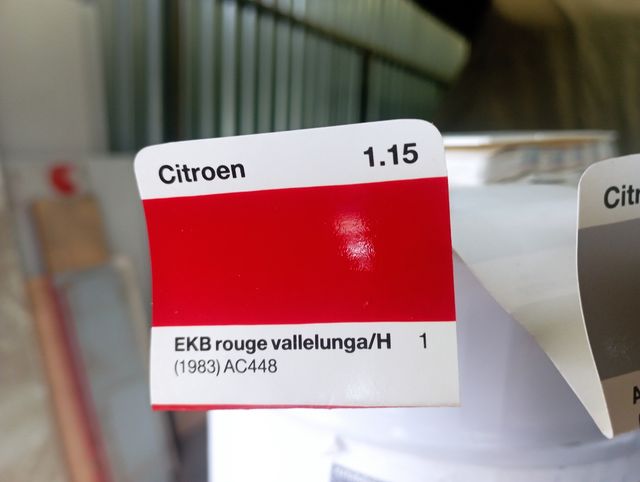 Citroen 1.15
EKB rouge vallelunga/H 1
(1983) AC448
Citr